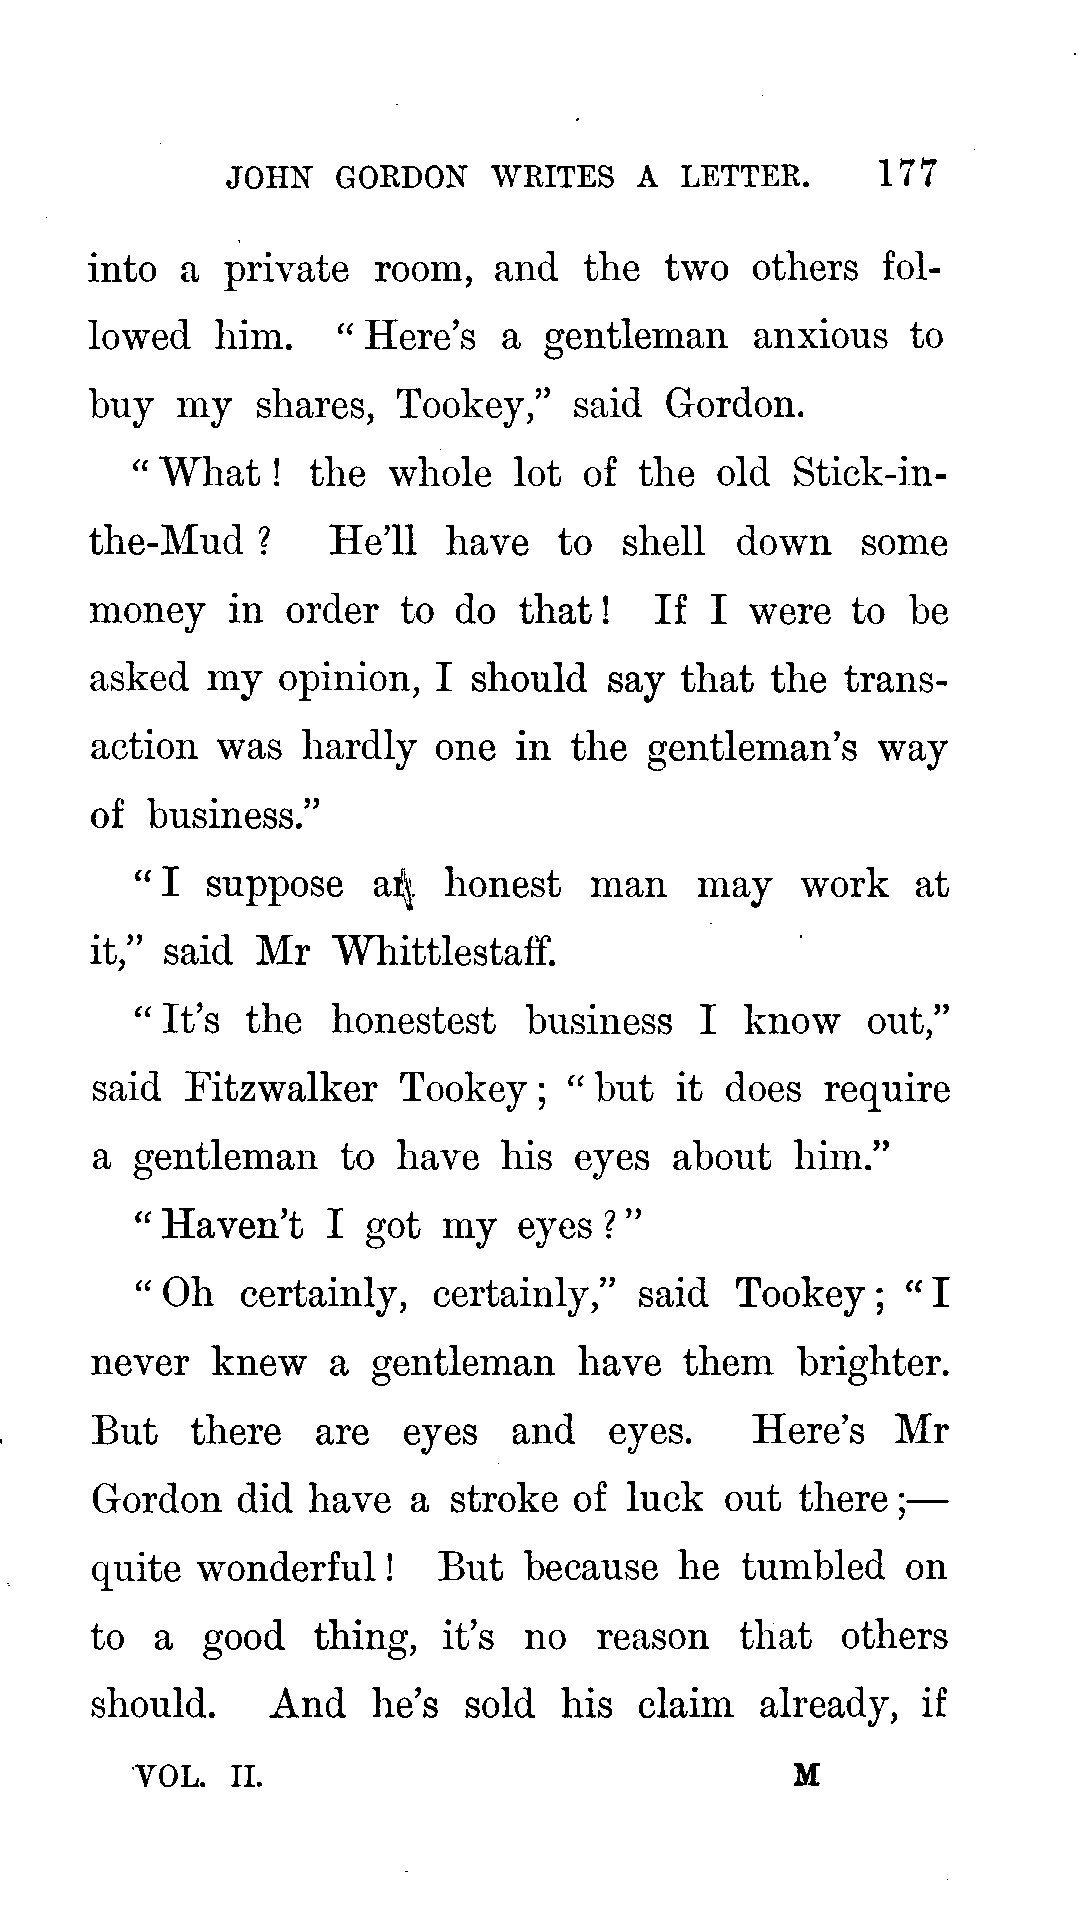 JOHN GORDON WRITES A LETTER. 177
into a private room, and the two others fol-
lowed him. “ Here’s a gentleman anxious to
buy my shares, Tookey,” said Gordon.
“ What ! the whole lot of the old Stick-in-
the-Mud ? He’ll have to shell down some
money in order to do that ! If I were to be
asked my opinion, I should say that the trans-
action was hardly one in the gentleman’s way
of business.”
“ I suppose an honest man may work at
it,” said Mr Whittlestaff.
“ It’s the honestest business I know out,”
said Fitzwalker Tookey ; “ but it does require
a gentleman to have his eyes about him.”
“ Haven’t I got my eyes ? ”
“ Oh certainly, certainly,” said Tookey ; “ I
never knew a gentleman have them brighter.
But there are eyes and eyes. Here’s Mr
Gordon did have a stroke of luck out there ;—
quite wonderful ! But because he tumbled on
to a good thing, it’s no reason that others
should. And he’s sold his claim already, if
VOL. II. M